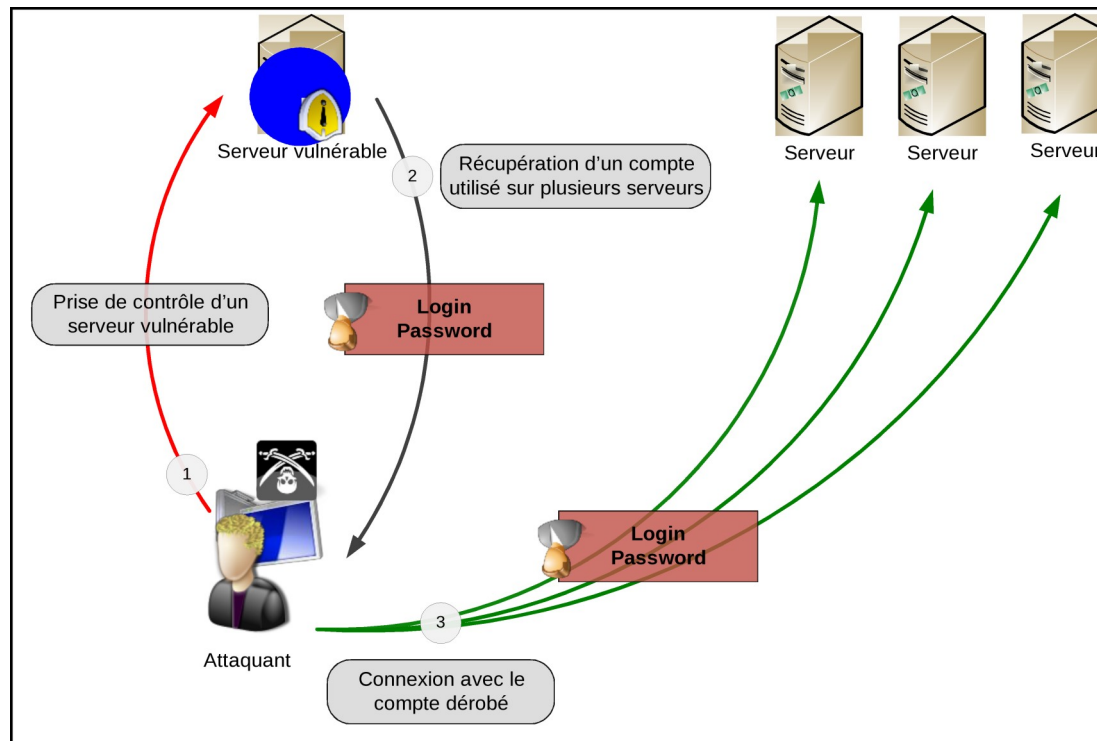 Serveur vulnérable
Serveur
Serveur
Serveur
2
Récupération d’un compte
utilisé sur plusieurs serveurs
Prise de contrôle d’un
serveur vulnérable
Login
Password
1
Login
Password
3
Attaquant
Connexion avec le
compte dérobé